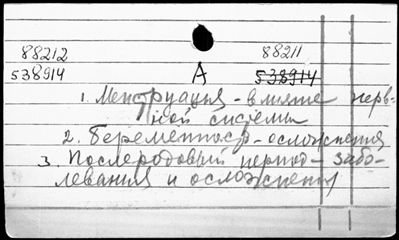 88212 88211
538914 A 538914
1. Менструация - влияние нерв-
ной системы
2. Беременность - осложнения
3. Послеродовый период - забо-
левания и осложнения